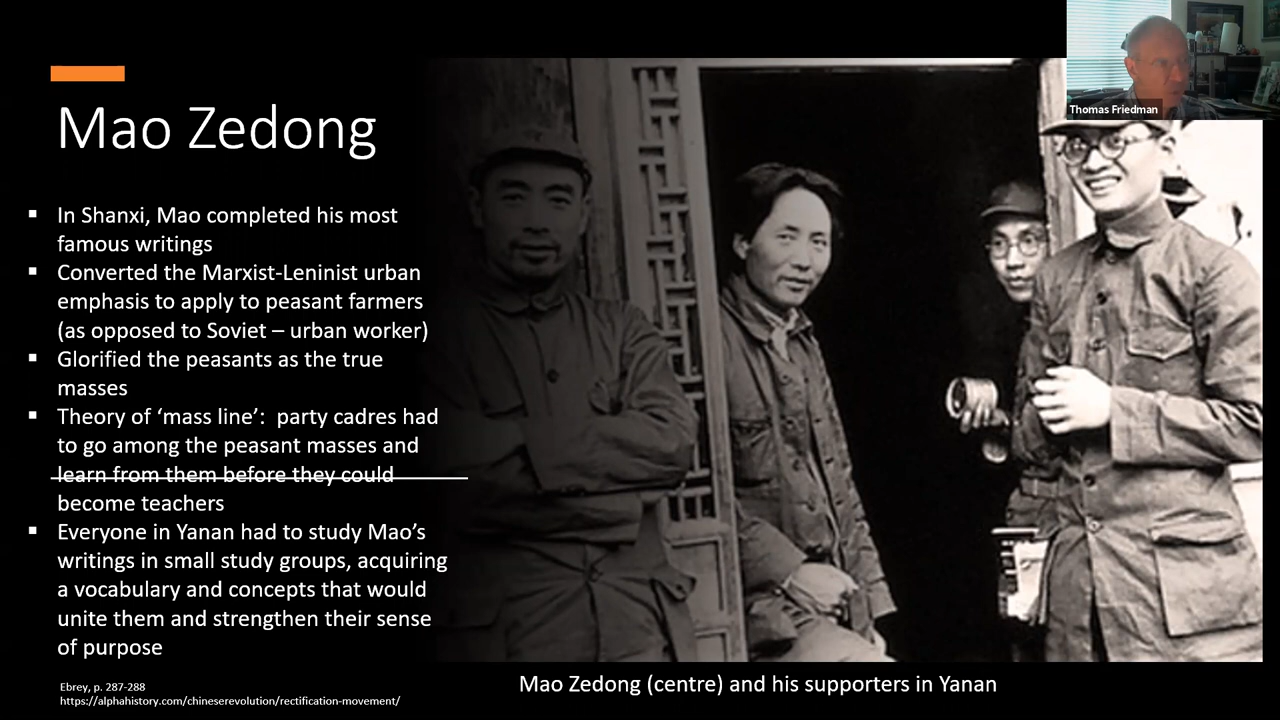 Thomas Friedman
Mao Zedong
▪ In Shanxi, Mao completed his most
famous writings
▪ Converted the Marxist-Leninist urban
emphasis to apply to peasant farmers
(as opposed to Soviet – urban worker)
▪ Glorified the peasants as the true
masses
▪ Theory of ‘mass line’:  party cadres had
to go among the peasant masses and
learn from them before they could
become teachers
▪ Everyone in Yanan had to study Mao’s
writings in small study groups, acquiring
a vocabulary and concepts that would
unite them and strengthen their sense
of purpose
Ebrey, p. 287-288
https://alphahistory.com/chineserevolution/rectification-movement/
Mao Zedong (centre) and his supporters in Yanan